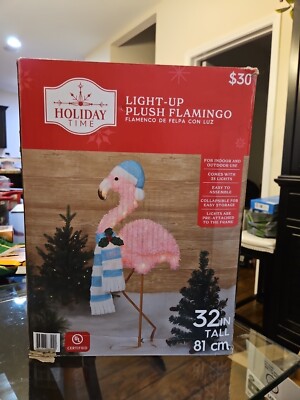 $30
HOLIDAY
TIME
LIGHT-UP
PLUSH FLAMINGO
FLAMENCO DE FELPA CON LUZ
FOR INDOOR AND
OUTDOOR USE
COMES WITH
35 LIGHTS
EASY TO
ASSEMBLE
COLLAPSIBLE FOR
EASY STORAGE
LIGHTS ARE
PRE-ATTACHED
TO THE FRAME
32IN
TALL
81 cm
UL
CERTIFIED